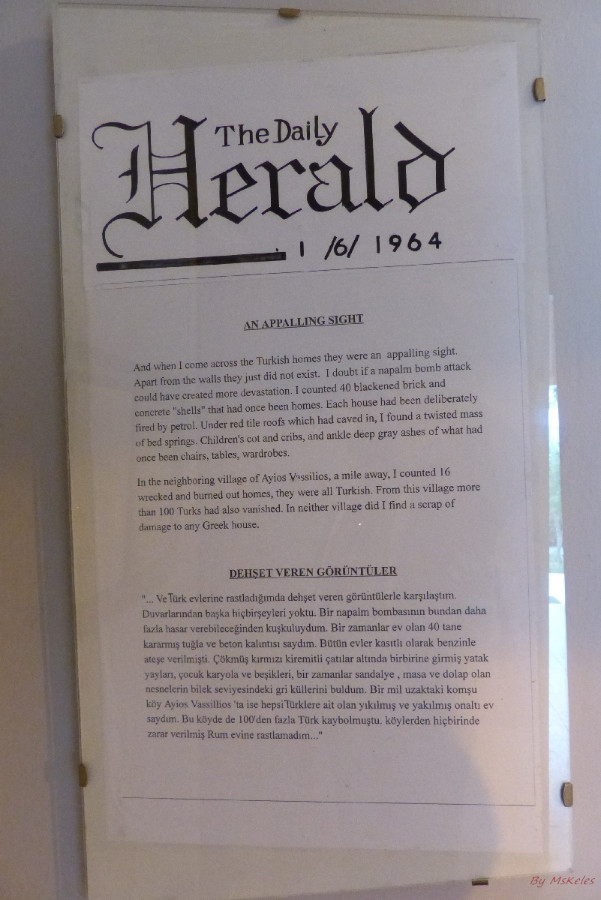 The Daily
Herald
1 /6/ 1964
AN APPALLING SIGHT
And when I come across the Turkish homes they were an appalling sight.
Apart from the walls they just did not exist. I doubt if a napalm bomb attack
could have created more devastation. I counted 40 blackened brick and
concrete "shells" that had once been homes. Each house had been deliberately
fired by petrol. Under red tile roofs which had caved in, I found a twisted mass
of bed springs. Children's cot and cribs, and ankle deep gray ashes of what had
once been chairs, tables, wardrobes.
In the neighboring village of Ayios Vassilios, a mile away, I counted 16
wrecked and burned out homes, they were all Turkish. From this village more
than 100 Turks had also vanished. In neither village did I find a scrap of
damage to any Greek house.
DEHŞET VEREN GÖRÜNTÜLER
"... Ve Türk evlerine rastladığımda dehşet veren görüntülerle karşılaştım.
Duvarlarından başka hiçbirşeyleri yoktu. Bir napalm bombasının bundan daha
fazla hasar verebileceğinden kuşkuluydum. Bir zamanlar ev olan 40 tane
kararmış tuğla ve beton kalıntısı saydım. Bütün evler kasıtlı olarak benzinle
ateşe verilmişti. Çökmüş kırmızı kiremitli çatılar altında birbirine girmiş yatak
yayları, çocuk karyola ve beşikleri, bir zamanlar sandalye , masa ve dolap olan
nesnelerin bilek seviyesindeki gri küllerini buldum. Bir mil uzaktaki komşu
köy Ayios Vassillios 'ta ise hepsi Türklere ait olan yıkılmış ve yakılmış onaltı ev
saydım. Bu köyde de 100'den fazla Türk kaybolmuştu. köylerden hiçbirinde
zarar verilmiş Rum evine rastlamadım..."
By MsKeles